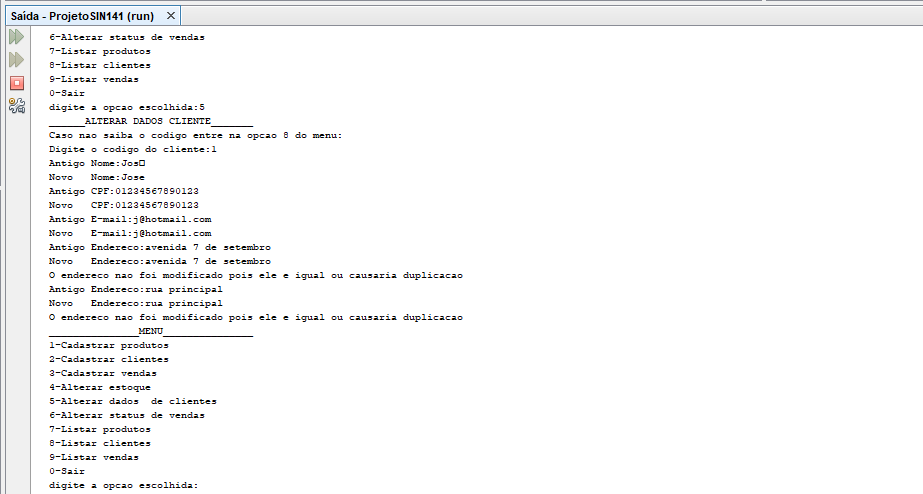 Saída - ProjetoSIN141 (run)
6-Alterar status de vendas
7-Listar produtos
8-Listar clientes
9-Listar vendas
0-Sair
digite a opcao escolhida:5
______ALTERAR DADOS CLIENTE_______
Caso nao saiba o codigo entre na opcao 8 do menu:
Digite o codigo do cliente:1
Antigo Nome:Jos▯
Novo   Nome:Jose
Antigo CPF:01234567890123
Novo   CPF:01234567890123
Antigo E-mail:j@hotmail.com
Novo   E-mail:j@hotmail.com
Antigo Endereco:avenida 7 de setembro
Novo   Endereco:avenida 7 de setembro
O endereco nao foi modificado pois ele e igual ou causaria duplicacao
Antigo Endereco:rua principal
Novo   Endereco:rua principal
O endereco nao foi modificado pois ele e igual ou causaria duplicacao
_______________MENU_______________
1-Cadastrar produtos
2-Cadastrar clientes
3-Cadastrar vendas
4-Alterar estoque
5-Alterar dados  de clientes
6-Alterar status de vendas
7-Listar produtos
8-Listar clientes
9-Listar vendas
0-Sair
digite a opcao escolhida: